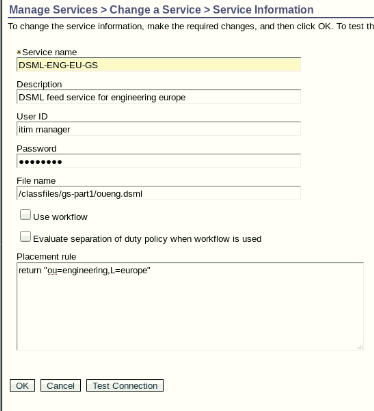 Manage Services > Change a Service > Service Information
To change the service information, make the required changes, and then click OK. To test th
*Service name
DSML-ENG-EU-GS
Description
DSML feed service for engineering europe
User ID
itim manager
Password
●●●●●●●●
File name
/classfiles/gs-part1/oueng.dsml
Use workflow
Evaluate separation of duty policy when workflow is used
Placement rule
return "ou=engineering,L=europe"
OK Cancel Test Connection